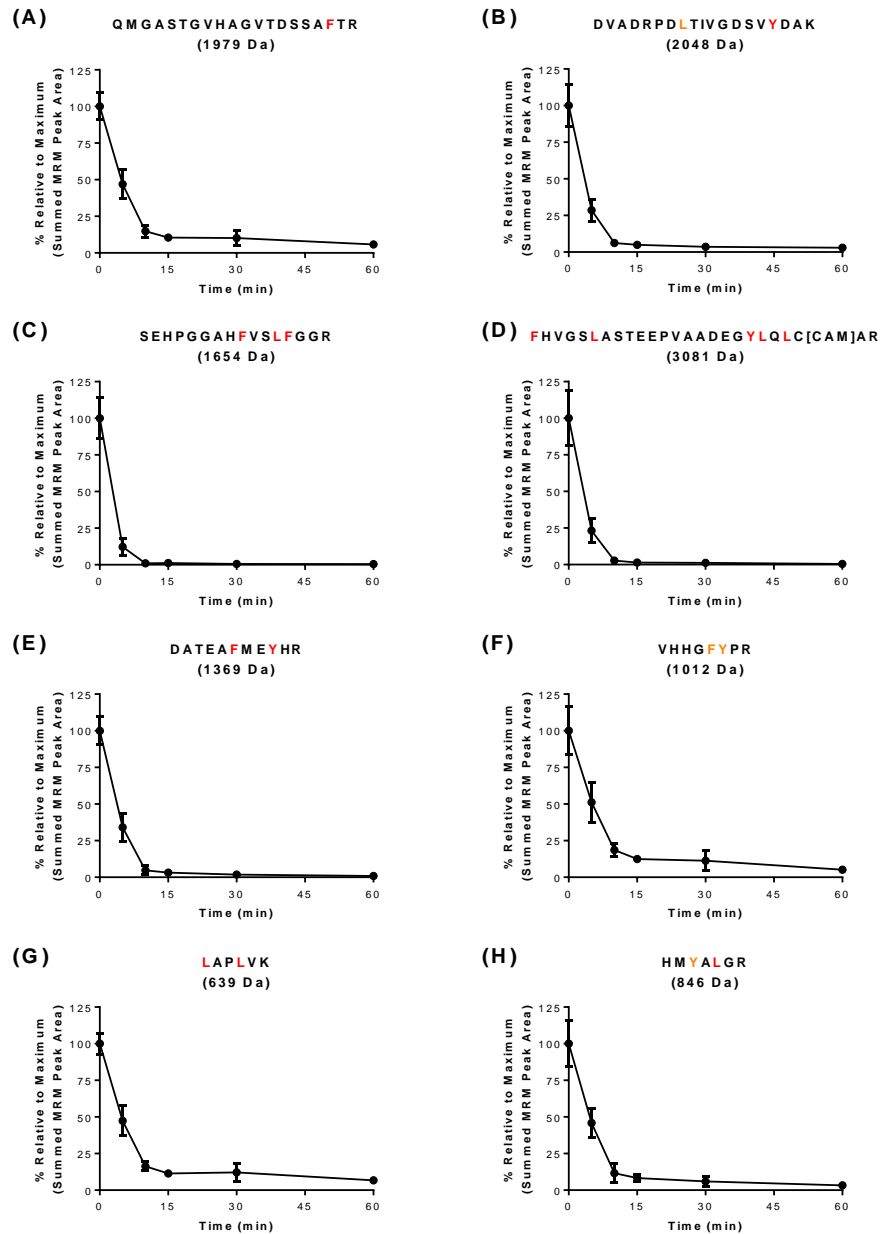 (A)
QMGASTGVHAGVTDSSAFTR
(1979 Da)
% Relative to Maximum
(Summed MRM Peak Area)
125
100
75
50
25
0
0 15 30 45 60
Time (min)
(B)
DVADRPDLTIVGDSVYDAK
(2048 Da)
% Relative to Maximum
(Summed MRM Peak Area)
125
100
75
50
25
0
0 15 30 45 60
Time (min)
(C)
SEHPGGAHFVSLFGGR
(1654 Da)
% Relative to Maximum
(Summed MRM Peak Area)
125
100
75
50
25
0
0 15 30 45 60
Time (min)
(D)
FHVGSLASTEEPVAADEGYLQLC[CAM]AR
(3081 Da)
% Relative to Maximum
(Summed MRM Peak Area)
125
100
75
50
25
0
0 15 30 45 60
Time (min)
(E)
DATEAFMEYHR
(1369 Da)
% Relative to Maximum
(Summed MRM Peak Area)
125
100
75
50
25
0
0 15 30 45 60
Time (min)
(F)
VHHGFYPR
(1012 Da)
% Relative to Maximum
(Summed MRM Peak Area)
125
100
75
50
25
0
0 15 30 45 60
Time (min)
(G)
LAPLVK
(639 Da)
% Relative to Maximum
(Summed MRM Peak Area)
125
100
75
50
25
0
0 15 30 45 60
Time (min)
(H)
HMYALGR
(846 Da)
% Relative to Maximum
(Summed MRM Peak Area)
125
100
75
50
25
0
0 15 30 45 60
Time (min)